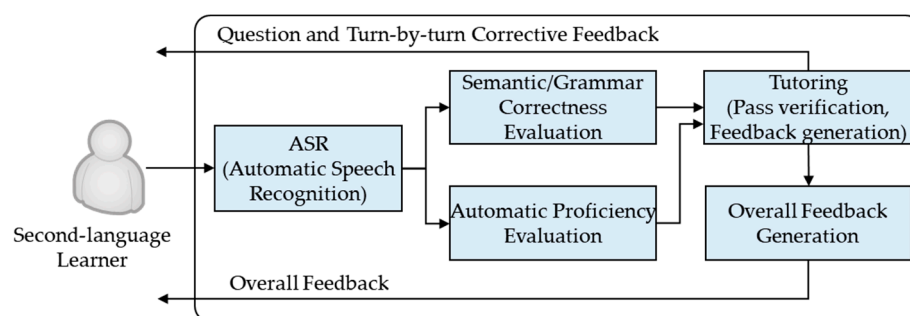 Question and Turn-by-turn Corrective Feedback
Semantic/Grammar
Correctness
Evaluation
Tutoring
(Pass verification,
Feedback generation)
ASR
(Automatic Speech
Recognition)
Automatic Proficiency
Evaluation
Overall Feedback
Generation
Second-language
Learner
Overall Feedback